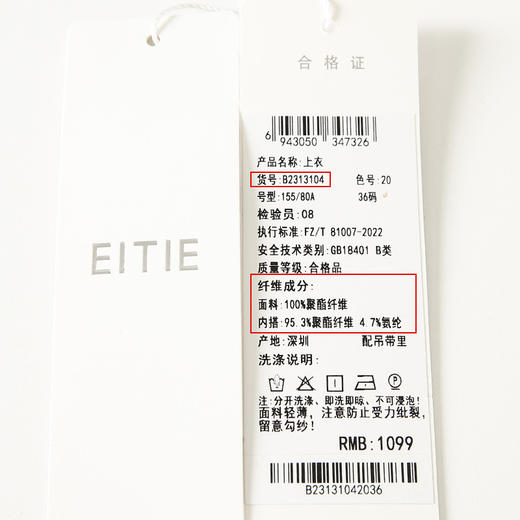 EITIE
合格证
6 943050 347326
产品名称:上衣
货号:B2313104 色号:20
号型:155/80A 36码
检验员:08
执行标准:FZ/T 81007-2022
安全技术类别:GB18401 B类
质量等级:合格品
纤维成分:
面料:100%聚酯纤维
内搭:95.3%聚酯纤维 4.7%氨纶
产地:深圳 配吊带里
洗涤说明:
注:分开洗涤、即洗即晾、不可浸泡!
面料轻薄，注意防止受力纰裂，
留意勾纱!
RMB:1099
B23131042036